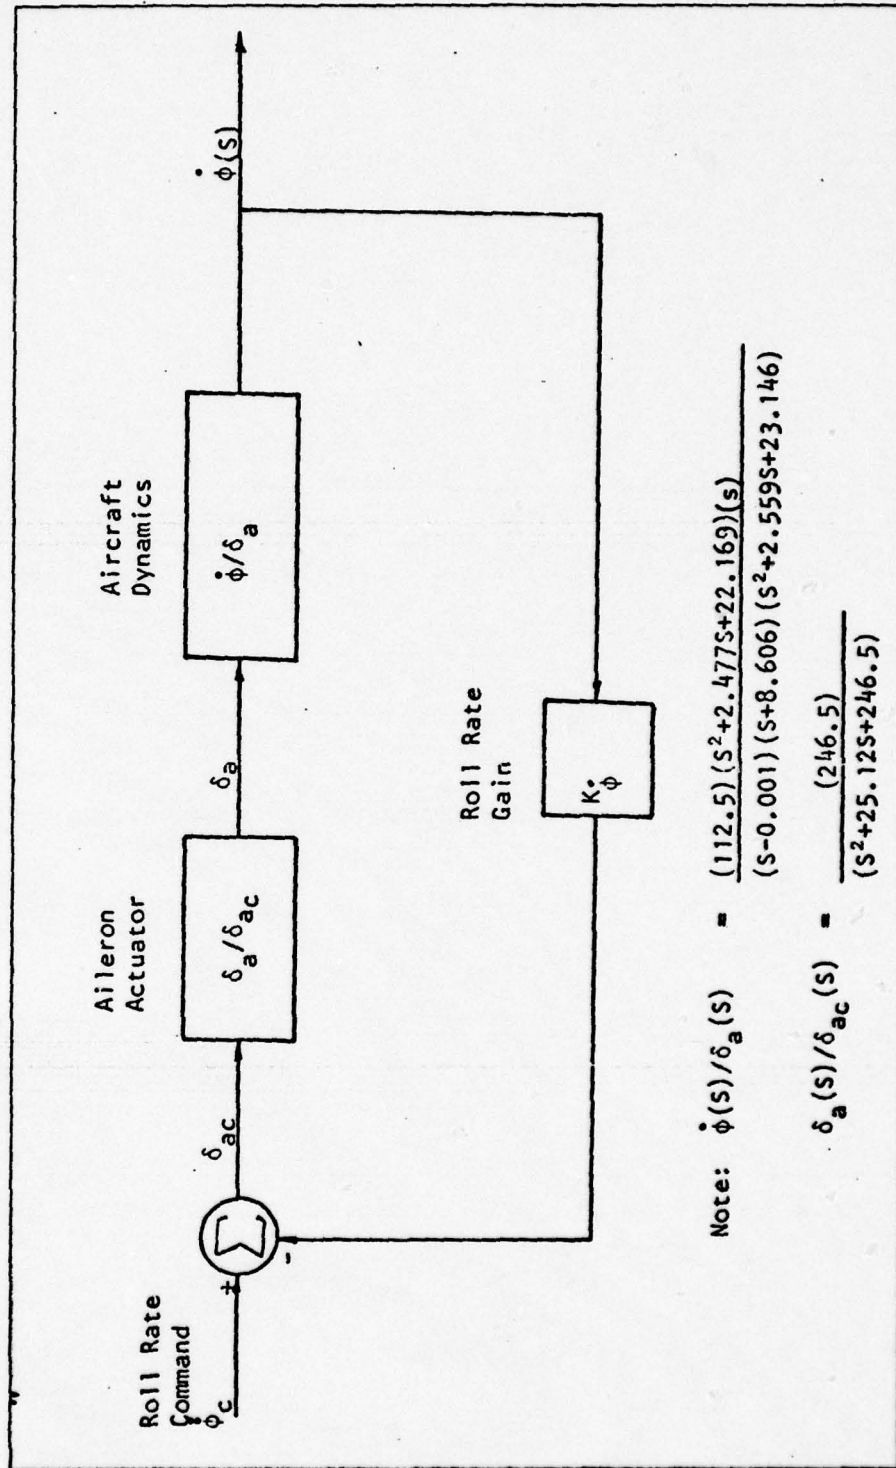 Roll Rate
Command
φ̇c
+
-
Σ
δac
Aileron
Actuator
δa/δac
δa
Aircraft
Dynamics
φ̇/δa
φ̇(S)
Roll Rate
Gain
Kφ̇
Note: φ̇(S)/δa(S) = (112.5)(S²+2.477S+22.169)(s)
(S-0.001)(S+8.606)(S²+2.559S+23.146)
δa(S)/δac(S) = (246.5)
(S²+25.12S+246.5)